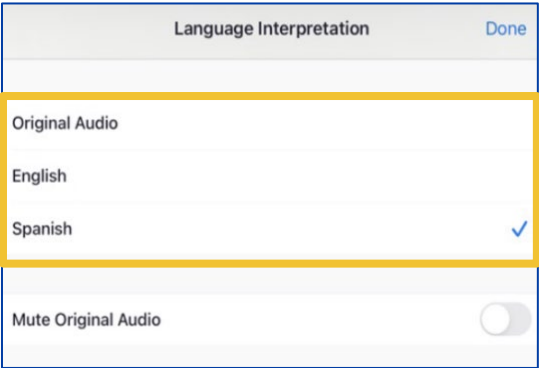 Language Interpretation Done
Original Audio
English
Spanish
Mute Original Audio